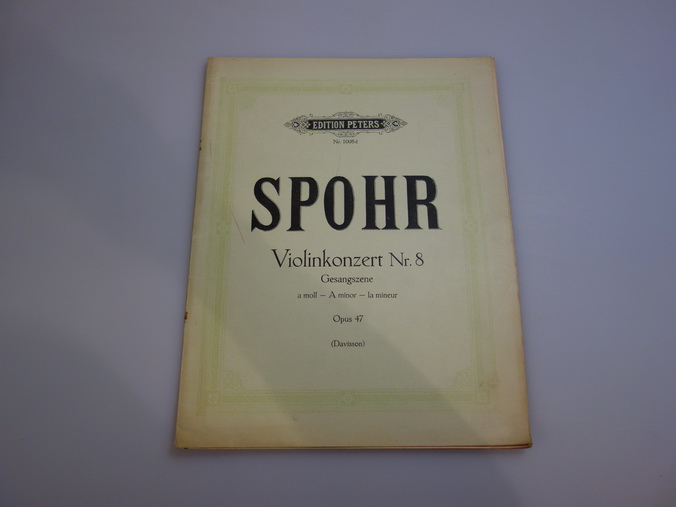 EDITION PETERS
SPOHR
Violinkonzert Nr. 8
Gesangszene
a moll — A minor — la mineur
Opus 47
(Davisson)